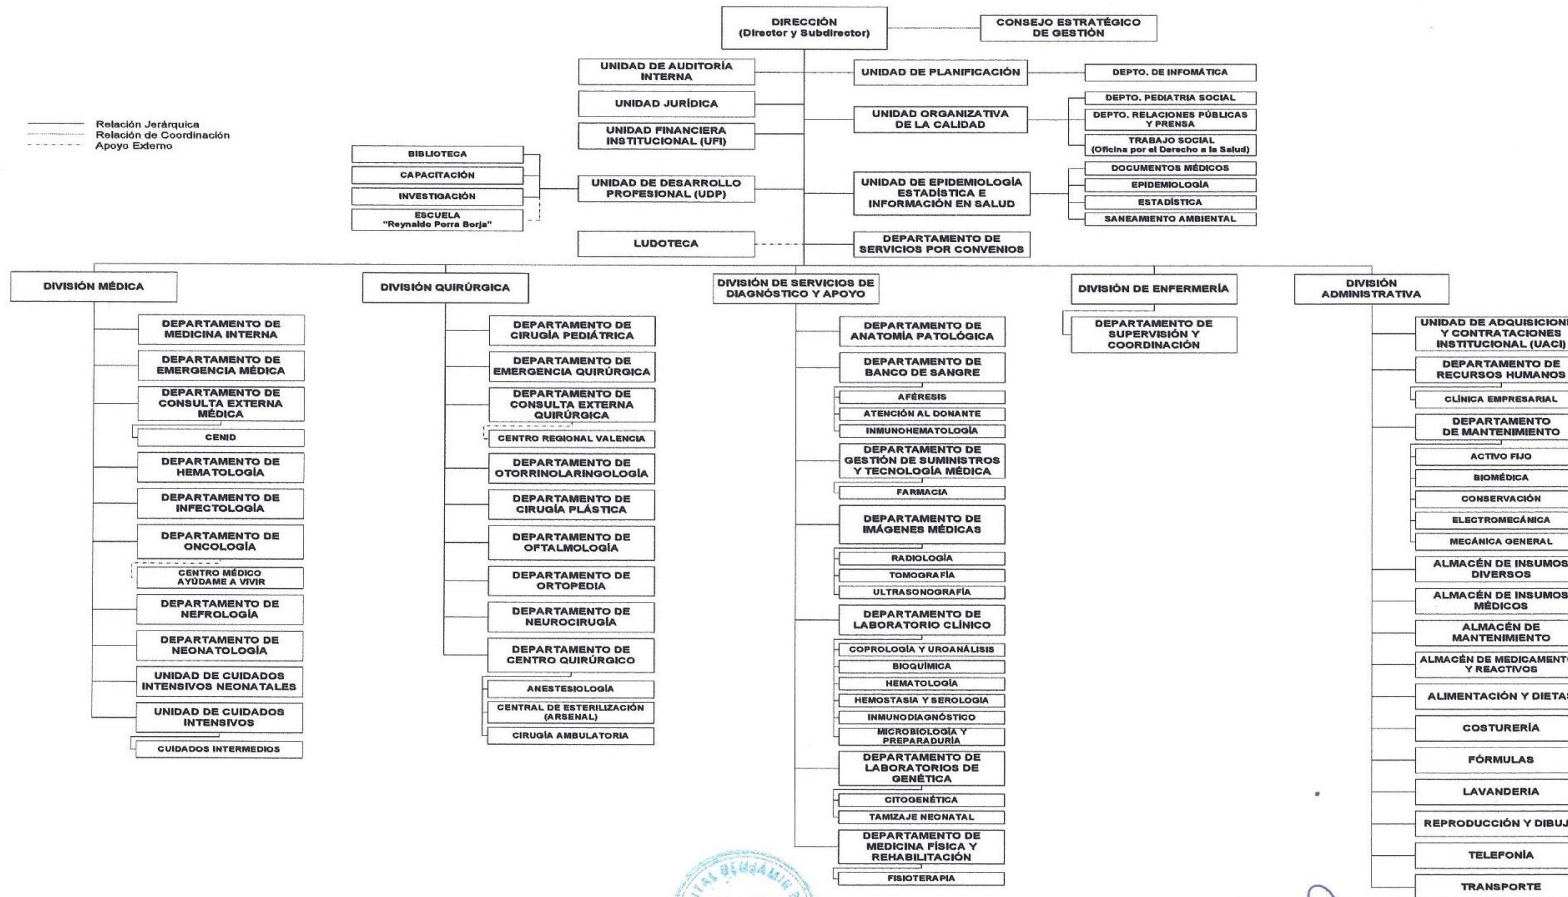 DIRECCIÓN
(Director y Subdirector)
CONSEJO ESTRATÉGICO
DE GESTIÓN
UNIDAD DE AUDITORÍA
INTERNA
UNIDAD DE PLANIFICACIÓN
DEPTO. DE INFOMÁTICA
UNIDAD JURÍDICA
UNIDAD ORGANIZATIVA
DE LA CALIDAD
DEPTO. PEDIATRIA SOCIAL
DEPTO. RELACIONES PÚBLICAS
Y PRENSA
TRABAJO SOCIAL
(Oficina por el Derecho a la Salud)
Relación Jerárquica
Relación de Coordinación
Apoyo Externo
UNIDAD FINANCIERA
INSTITUCIONAL (UFI)
BIBLIOTECA
CAPACITACIÓN
INVESTIGACIÓN
ESCUELA
"Reynaldo Porra Borja"
UNIDAD DE DESARROLLO
PROFESIONAL (UDP)
UNIDAD DE EPIDEMIOLOGÍA
ESTADÍSTICA E
INFORMACIÓN EN SALUD
DOCUMENTOS MÉDICOS
EPIDEMIOLOGÍA
ESTADÍSTICA
SANEAMIENTO AMBIENTAL
LUDOTECA
DEPARTAMENTO DE
SERVICIOS POR CONVENIOS
DIVISIÓN MÉDICA
DEPARTAMENTO DE
MEDICINA INTERNA
DEPARTAMENTO DE
EMERGENCIA MÉDICA
DEPARTAMENTO DE
CONSULTA EXTERNA
MÉDICA
CENID
DEPARTAMENTO DE
HEMATOLOGÍA
DEPARTAMENTO DE
INFECTOLOGÍA
DEPARTAMENTO DE
ONCOLOGÍA
CENTRO MÉDICO
AYÚDAME A VIVIR
DEPARTAMENTO DE
NEFROLOGÍA
DEPARTAMENTO DE
NEONATOLOGÍA
UNIDAD DE CUIDADOS
INTENSIVOS NEONATALES
UNIDAD DE CUIDADOS
INTENSIVOS
CUIDADOS INTERMEDIOS
DIVISIÓN QUIRÚRGICA
DEPARTAMENTO DE
CIRUGÍA PEDIÁTRICA
DEPARTAMENTO DE
EMERGENCIA QUIRÚRGICA
DEPARTAMENTO DE
CONSULTA EXTERNA
QUIRÚRGICA
CENTRO REGIONAL VALENCIA
DEPARTAMENTO DE
OTORRINOLARINGOLOGÍA
DEPARTAMENTO DE
CIRUGÍA PLÁSTICA
DEPARTAMENTO DE
OFTALMOLOGÍA
DEPARTAMENTO DE
ORTOPEDIA
DEPARTAMENTO DE
NEUROCIRUGÍA
DEPARTAMENTO DE
CENTRO QUIRÚRGICO
ANESTESIOLOGÍA
CENTRAL DE ESTERILIZACIÓN
(ARSENAL)
CIRUGÍA AMBULATORIA
DIVISIÓN DE SERVICIOS DE
DIAGNÓSTICO Y APOYO
DEPARTAMENTO DE
ANATOMÍA PATOLÓGICA
DEPARTAMENTO DE
BANCO DE SANGRE
AFÉRESIS
ATENCIÓN AL DONANTE
INMUNOHEMATOLOGÍA
DEPARTAMENTO DE
GESTIÓN DE SUMINISTROS
Y TECNOLOGÍA MÉDICA
FARMACIA
DEPARTAMENTO DE
IMÁGENES MÉDICAS
RADIOLOGÍA
TOMOGRAFÍA
ULTRASONOGRAFÍA
DEPARTAMENTO DE
LABORATORIO CLÍNICO
COPROLOGÍA Y UROANÁLISIS
BIOQUÍMICA
HEMATOLOGÍA
HEMOSTASIA Y SEROLOGIA
INMUNODIAGNÓSTICO
MICROBIOLOGÍA Y
PREPARADURÍA
DEPARTAMENTO DE
LABORATORIOS DE
GENÉTICA
CITOGENÉTICA
TAMIZAJE NEONATAL
DEPARTAMENTO DE
MEDICINA FÍSICA Y
REHABILITACIÓN
FISIOTERAPIA
DIVISIÓN DE ENFERMERÍA
DEPARTAMENTO DE
SUPERVISIÓN Y
COORDINACIÓN
DIVISIÓN
ADMINISTRATIVA
UNIDAD DE ADQUISICIONE
Y CONTRATACIONES
INSTITUCIONAL (UACI)
DEPARTAMENTO DE
RECURSOS HUMANOS
CLÍNICA EMPRESARIAL
DEPARTAMENTO
DE MANTENIMIENTO
ACTIVO FIJO
BIOMÉDICA
CONSERVACIÓN
ELECTROMECÁNICA
MECÁNICA GENERAL
ALMACÉN DE INSUMOS
DIVERSOS
ALMACÉN DE INSUMOS
MÉDICOS
ALMACÉN DE
MANTENIMIENTO
ALMACÉN DE MEDICAMENTO
Y REACTIVOS
ALIMENTACIÓN Y DIETAS
COSTURERÍA
FÓRMULAS
LAVANDERIA
REPRODUCCIÓN Y DIBUJ
TELEFONÍA
TRANSPORTE
BENJAMIN